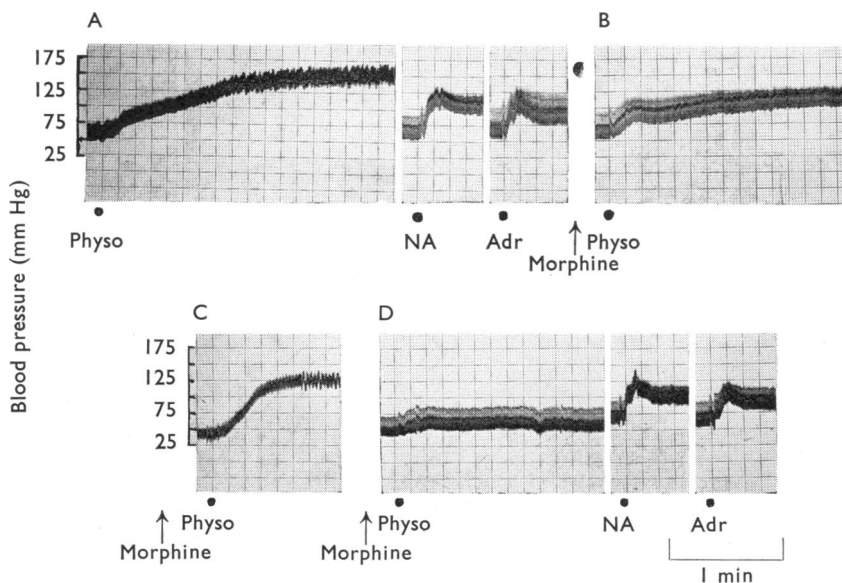 A
B
175
125
75
25
Physo
NA
Adr
Physo
Morphine
Blood pressure (mm Hg)
C
D
175
125
75
25
Physo
Physo
NA
Adr
Morphine
Morphine
1 min